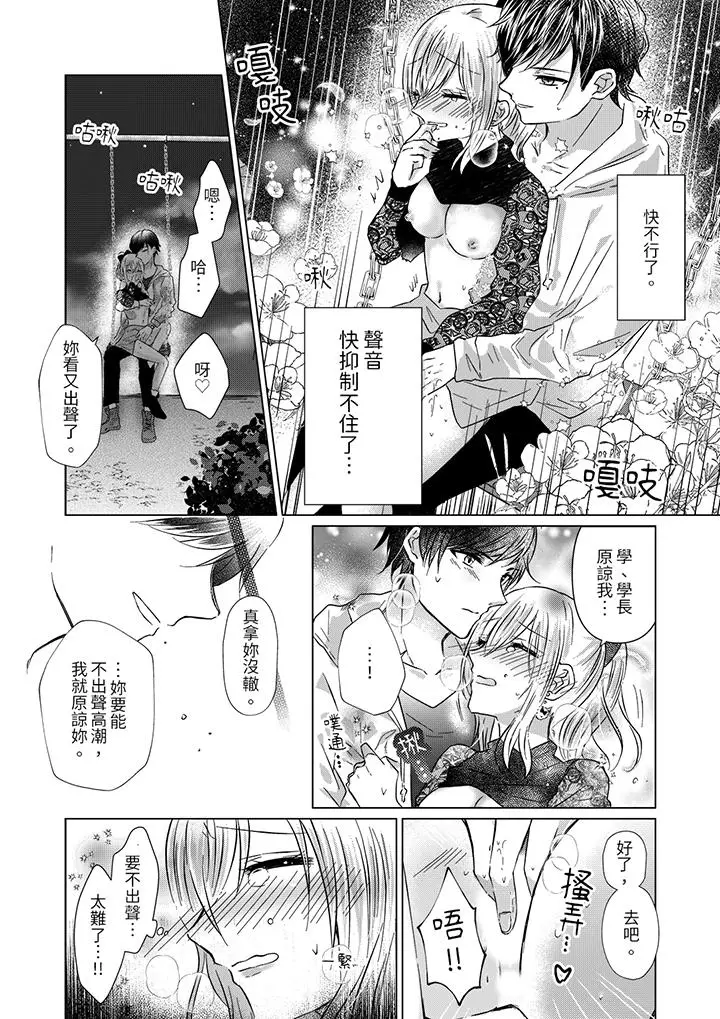 嘎吱
啾咕
快不行了。
啾
聲音
快抑制不住了…
嘎吱
咕啾
咕啾
嗯…
哈…
呀♡
妳看又出聲了。
學、學長
原諒我…
…!
噗通…
揪
真拿妳沒轍。
…妳要能
不出聲高潮，
我就原諒妳。
好了，
去吧。
搔弄…♡
唔!!
要不出聲…
太難了…!!
一緊